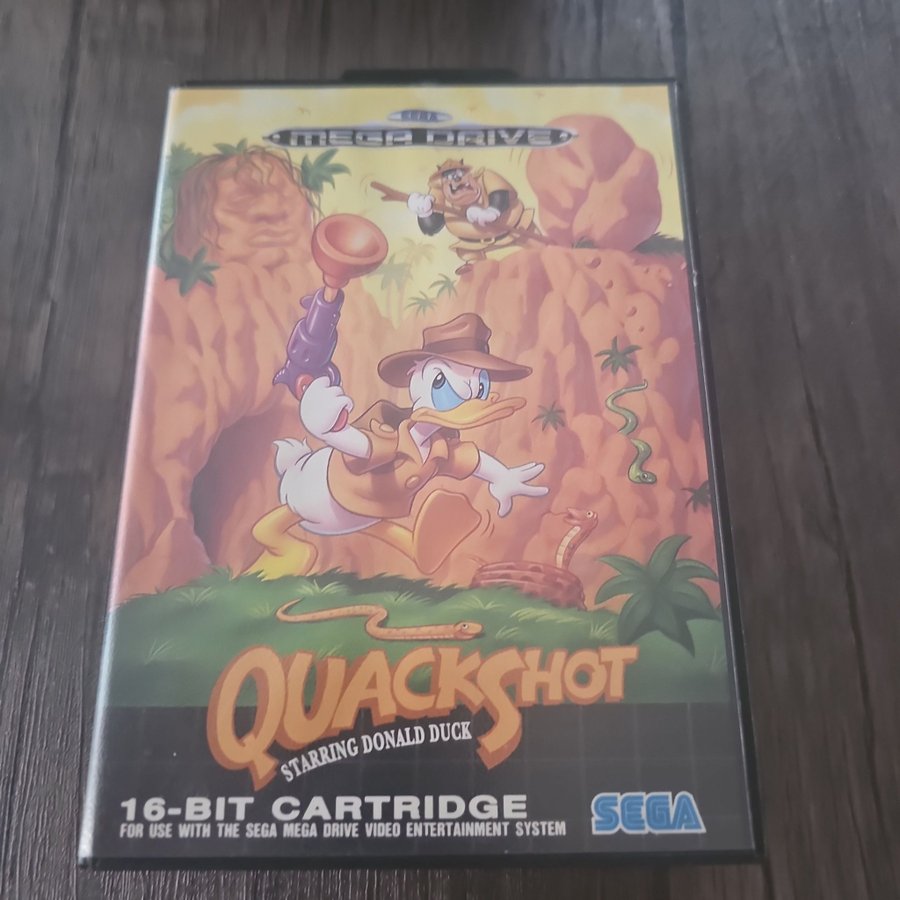 SEGA
MEGA DRIVE
QUACKSHOT
STARRING DONALD DUCK
16-BIT CARTRIDGE
FOR USE WITH THE SEGA MEGA DRIVE VIDEO ENTERTAINMENT SYSTEM
SEGA